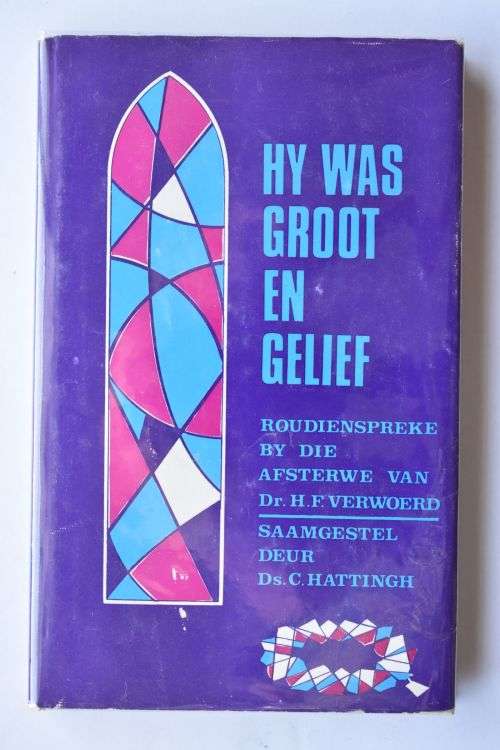 HY WAS
GROOT
EN
GELIEF
ROUDIENSPREKE
BY DIE
AFSTERWE VAN
Dr. H.F. VERWOERD
SAAMGESTEL
DEUR
Ds. C. HATTINGH